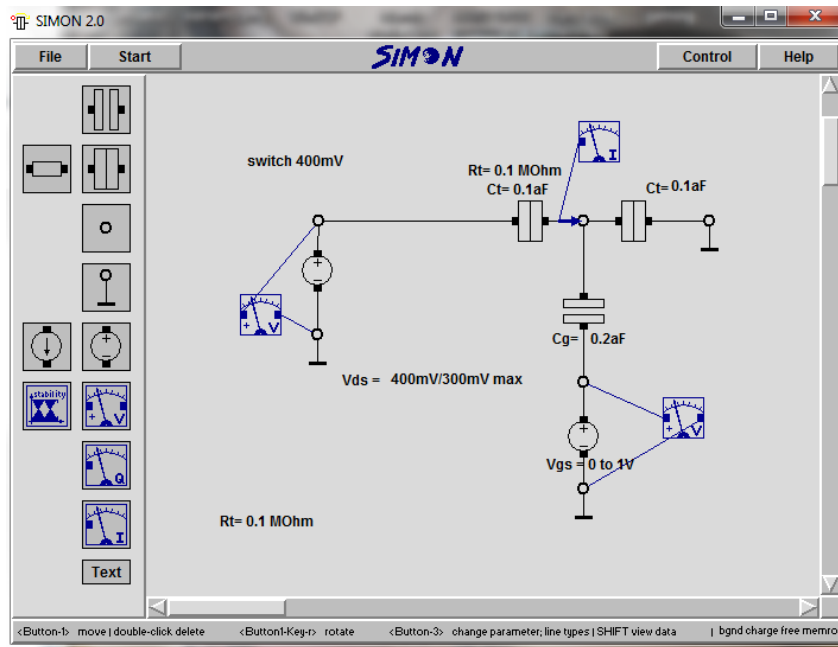 SIMON 2.0
File Start SIMON Control Help
switch 400mV
I
Rt= 0.1 MOhm
Ct= 0.1aF
Ct= 0.1aF
+
-
+ V
Cg= 0.2aF
Vds = 400mV/300mV max
+
-
stability
+ V
+
-
+ V
Vgs = 0 to 1V
Q
Rt= 0.1 MOhm
I
Text
<Button-1> move | double-click delete <Button1-Key-r> rotate <Button-3> change parameter; line types | SHIFT view data | bgnd charge free memro